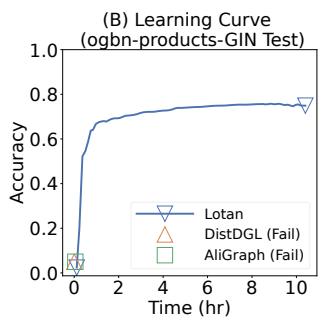 (B) Learning Curve
(ogbn-products-GIN Test)
1.0
0.8
0.6
0.4
0.2
0.0
Accuracy
Lotan
DistDGL (Fail)
AliGraph (Fail)
0 2 4 6 8 10
Time (hr)